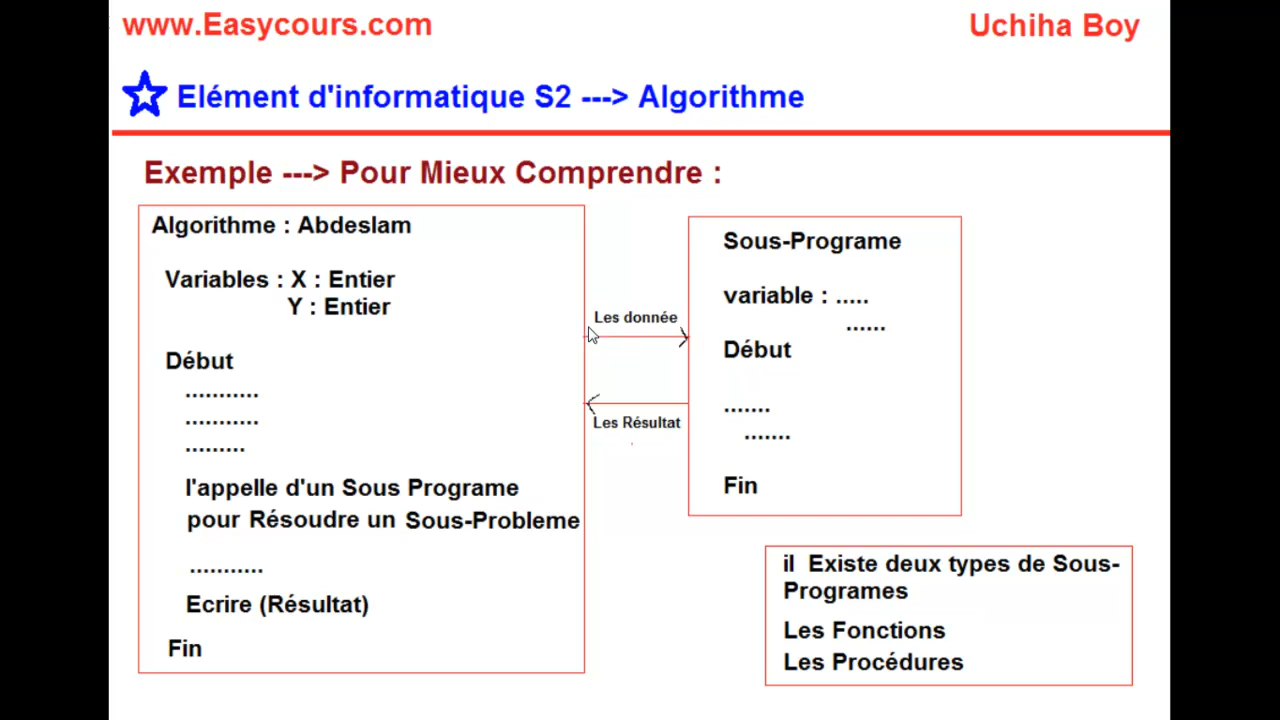 www.Easycours.com
Uchiha Boy
Elément d'informatique S2 ---> Algorithme
Exemple ---> Pour Mieux Comprendre :
Algorithme : Abdeslam
Variables : X : Entier
Y : Entier
Début
...........
...........
.........
l'appelle d'un Sous Programe
pour Résoudre un Sous-Probleme
...........
Ecrire (Résultat)
Fin
Les donnée
Les Résultat
Sous-Programe
variable : .....
......
Début
.......
.......
Fin
il Existe deux types de Sous-
Programes
Les Fonctions
Les Procédures